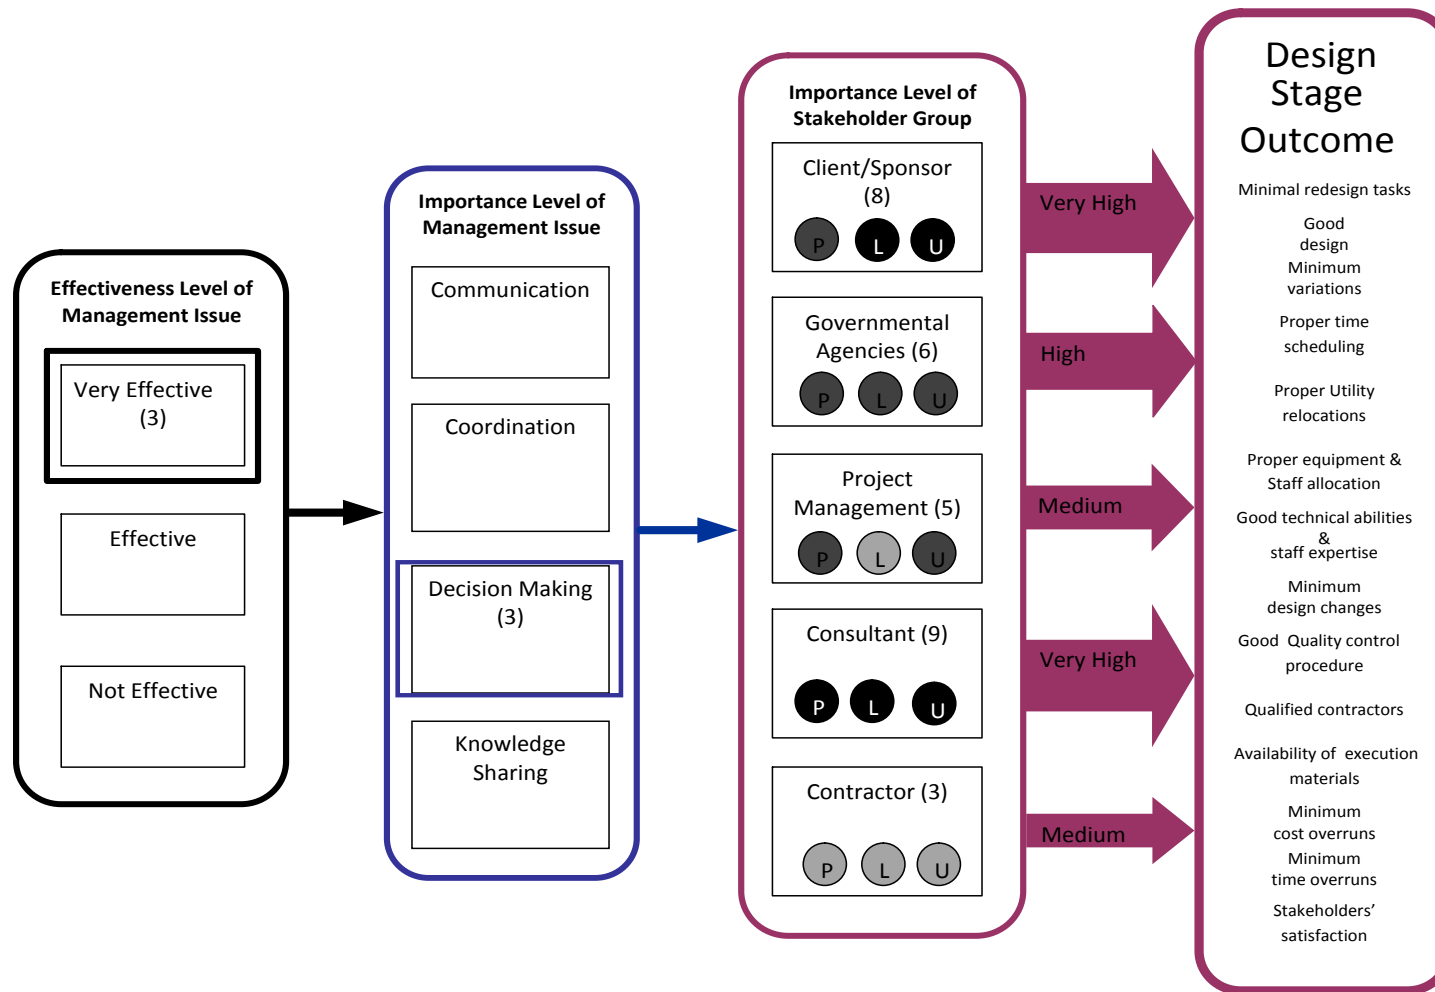 Effectiveness Level of
Management Issue
Very Effective
(3)
Effective
Not Effective
Importance Level of
Management Issue
Communication
Coordination
Decision Making
(3)
Knowledge
Sharing
Importance Level of
Stakeholder Group
Client/Sponsor
(8)
P L U
Governmental
Agencies (6)
P L U
Project
Management (5)
P L U
Consultant (9)
P L U
Contractor (3)
P L U
Very High
High
Medium
Very High
Medium
Design
Stage
Outcome
Minimal redesign tasks
Good
design
Minimum
variations
Proper time
scheduling
Proper Utility
relocations
Proper equipment &
Staff allocation
Good technical abilities
&
staff expertise
Minimum
design changes
Good Quality control
procedure
Qualified contractors
Availability of execution
materials
Minimum
cost overruns
Minimum
time overruns
Stakeholders’
satisfaction